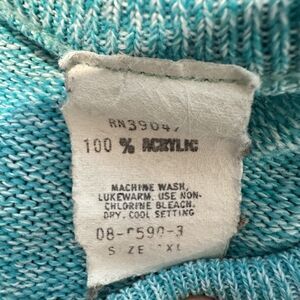 RN39047
100 % ACRYLIC
MACHINE WASH,
LUKEWARM. USE NON-
CHLORINE BLEACH.
DRY. COOL SETTING
SIZE XL